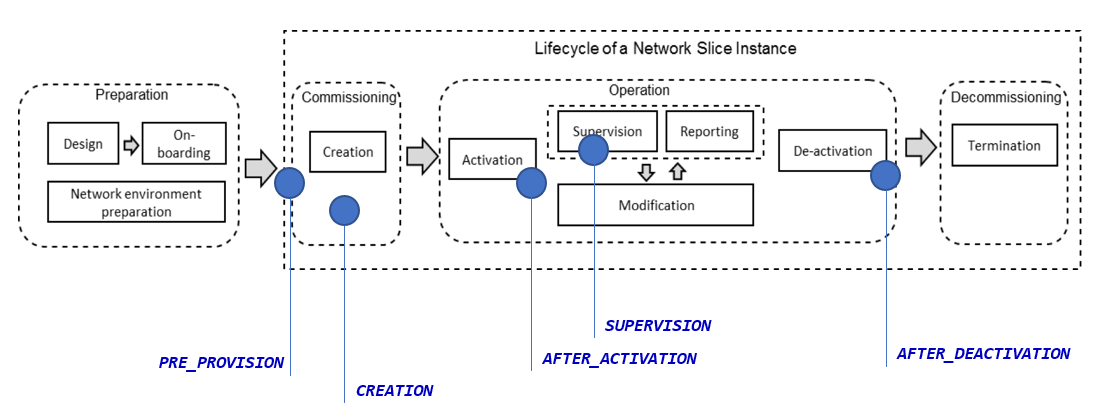 Lifecycle of a Network Slice Instance
Preparation
Design
On-
boarding
Network environment
preparation
Commissioning
Creation
Operation
Activation
Supervision
Reporting
Modification
De-activation
Decommissioning
Termination
SUPERVISION
PRE_PROVISION
AFTER_ACTIVATION
AFTER_DEACTIVATION
CREATION